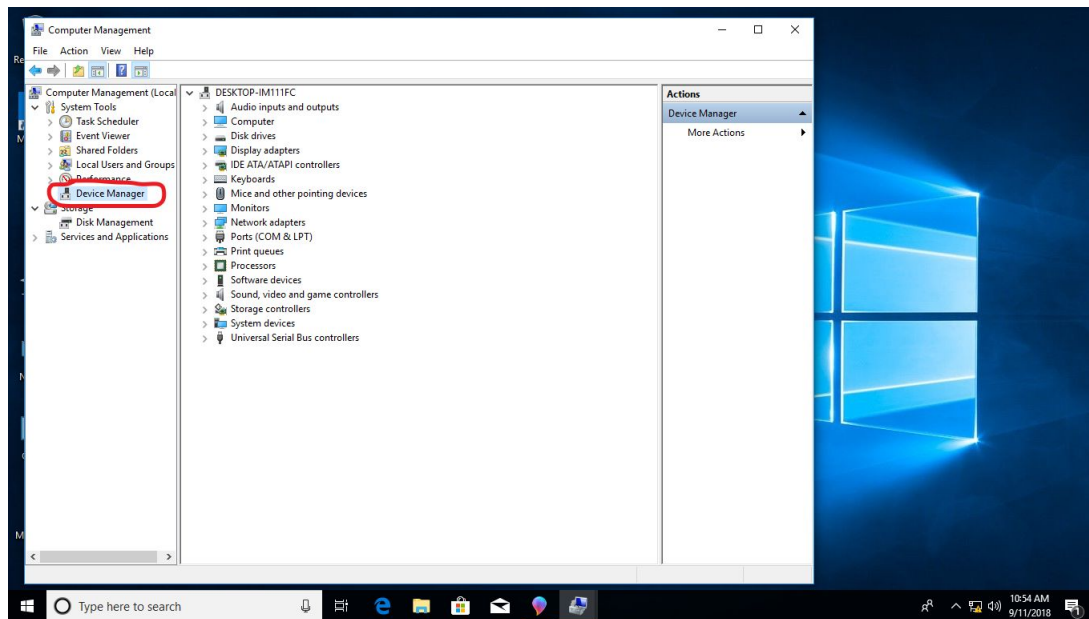 Computer Management
File Action View Help
Computer Management (Local
System Tools
Task Scheduler
Event Viewer
Shared Folders
Local Users and Groups
Performance
Device Manager
Storage
Disk Management
Services and Applications
DESKTOP-IM111FC
Audio inputs and outputs
Computer
Disk drives
Display adapters
IDE ATA/ATAPI controllers
Keyboards
Mice and other pointing devices
Monitors
Network adapters
Ports (COM & LPT)
Print queues
Processors
Software devices
Sound, video and game controllers
Storage controllers
System devices
Universal Serial Bus controllers
Actions
Device Manager
More Actions
Re
M
N
M
Type here to search
10:54 AM
9/11/2018
1